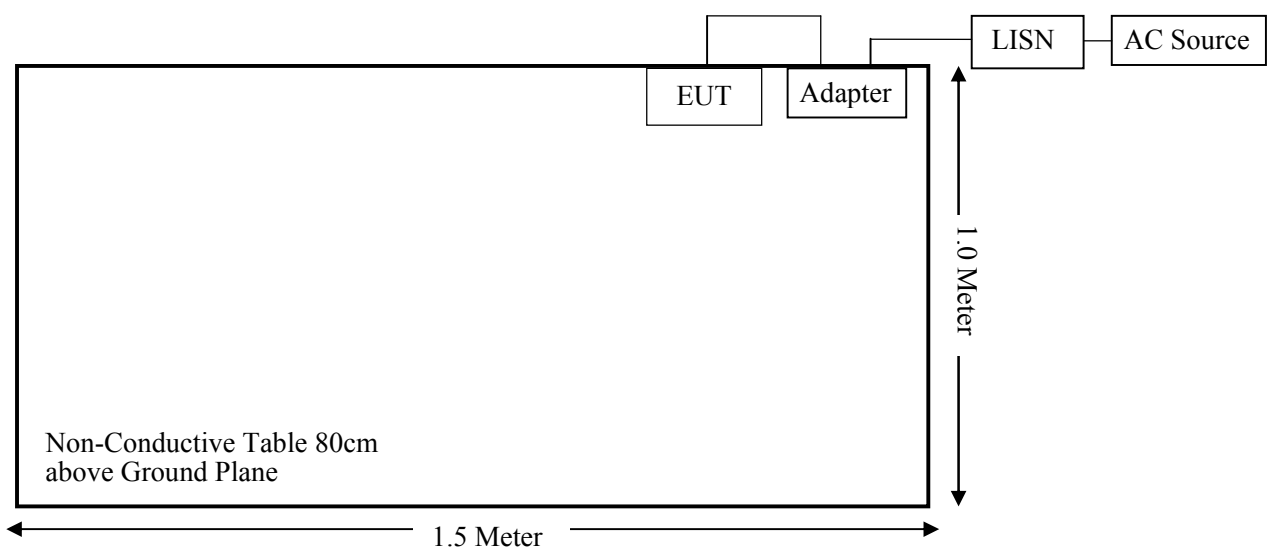 LISN
AC Source
EUT
Adapter
1.0 Meter
Non-Conductive Table 80cm
above Ground Plane
1.5 Meter